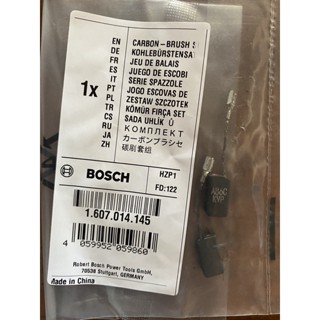 1x
EN CARBON-BRUSH S
DE KOHLEBÜRSTENSAT
FR JEU DE BALAIS
ES JUEGO DE ESCOBI
IT SERIE SPAZZOLE
PT JOGO ESCOVAS DE
PL ZESTAW SZCZOTEK
TR KÖMÜR FIRÇA SET
CS SADA UHLÍK Ů
RU КОМПЛЕКТ
JA カーボンブラシセ
ZH 碳刷套组
BOSCH
HZP1
FD:122
1.607.014.145
4 059952 059860
Robert Bosch Power Tools GmbH,
70538 Stuttgart, Germany
Made in China